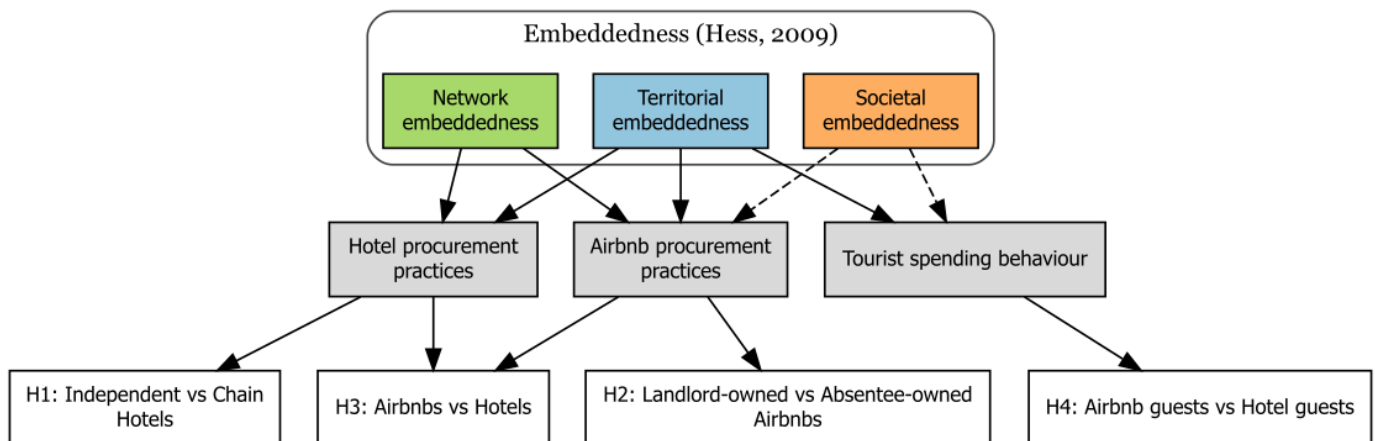 Embeddedness (Hess, 2009)
Network
embeddedness
Territorial
embeddedness
Societal
embeddedness
Hotel procurement
practices
Airbnb procurement
practices
Tourist spending behaviour
H1: Independent vs Chain
Hotels
H3: Airbnbs vs Hotels
H2: Landlord-owned vs Absentee-owned
Airbnbs
H4: Airbnb guests vs Hotel guests